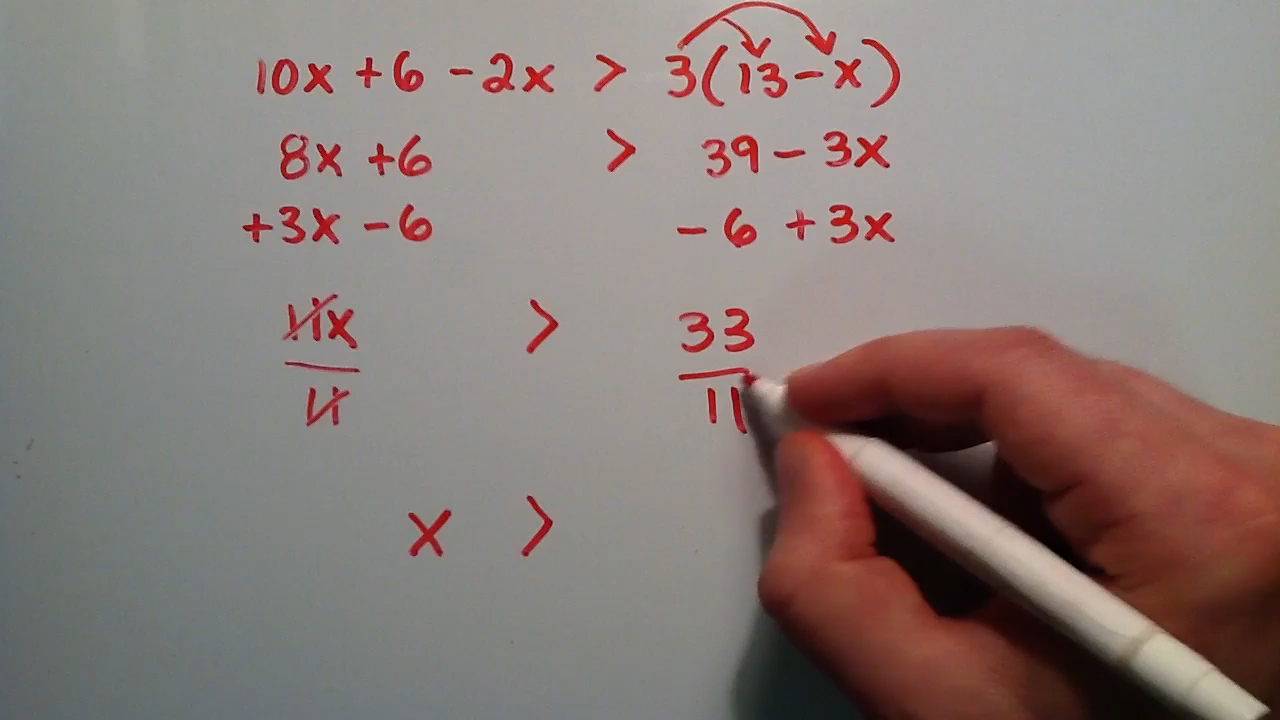 10x + 6 - 2x > 3(13 - x)
8x + 6 > 39 - 3x
+3x - 6 - 6 + 3x
11x > 33
11 11
x >